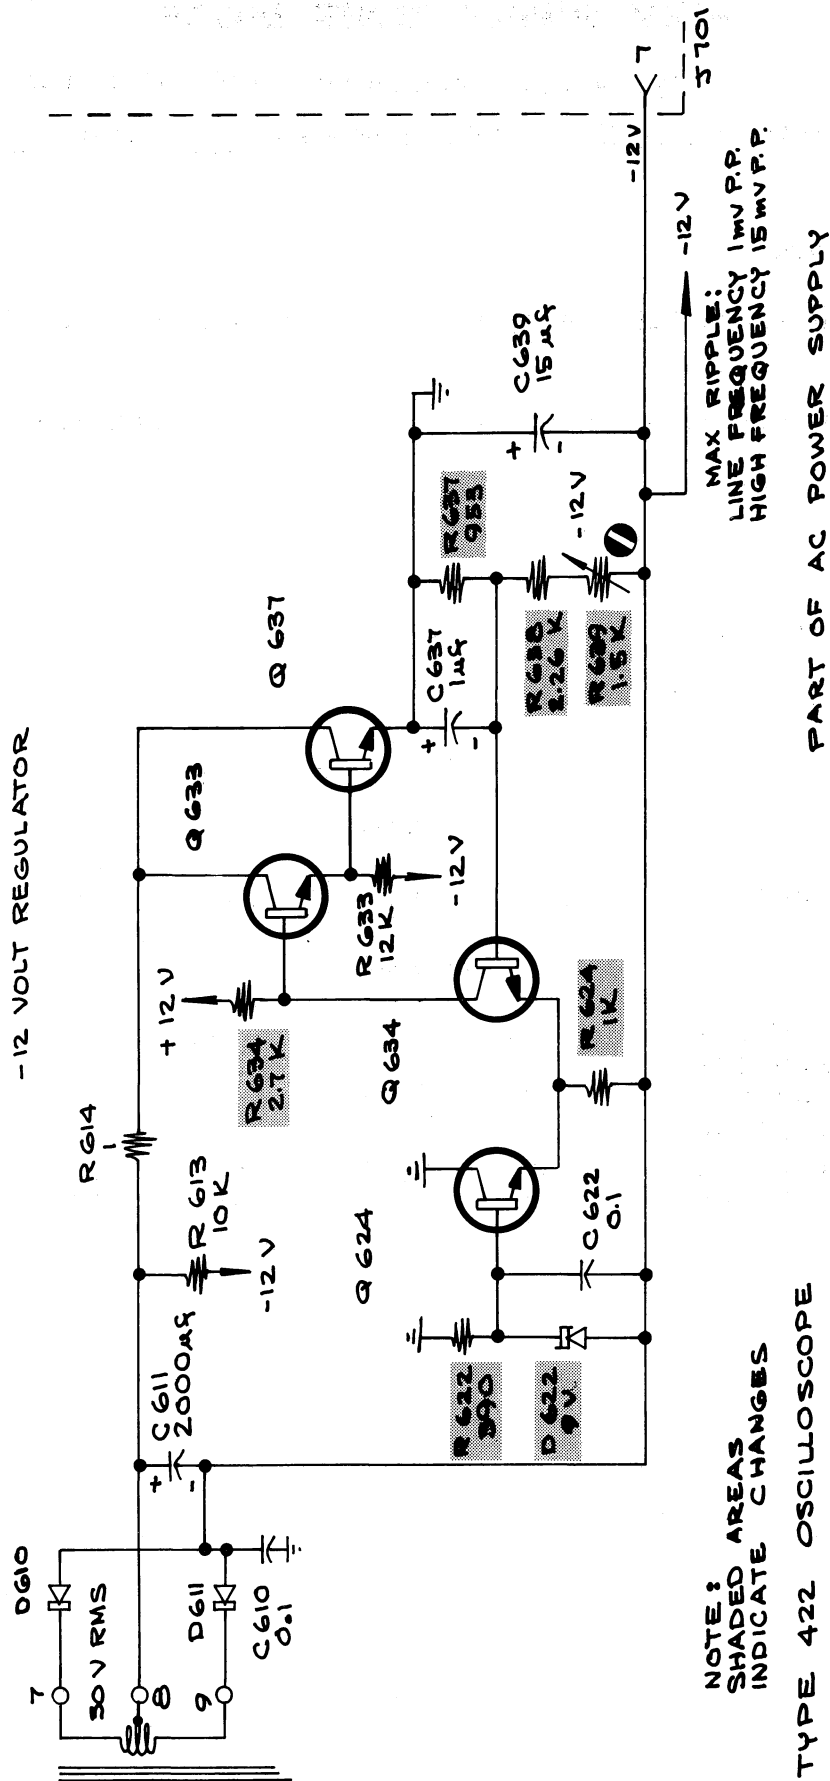 -12 VOLT REGULATOR
D610
7
30 V RMS
8
9
D611
C610
0.1
+
C611
2000µf
-
R613
10K
-12V
R614
1
R622
390
D622
9V
Q624
C622
0.1
+12V
R634
2.7K
Q634
R624
1K
Q633
R633
12K
-12V
Q637
+
C637
1µf
-
R637
953
R638
2.26K
R639
1.5K
-12V
+
C639
15µf
-
-12V
-12V
7
J701
MAX RIPPLE:
LINE FREQUENCY 1mv P.P.
HIGH FREQUENCY 15mv P.P.
NOTE:
SHADED AREAS
INDICATE CHANGES
TYPE 422 OSCILLOSCOPE
PART OF AC POWER SUPPLY